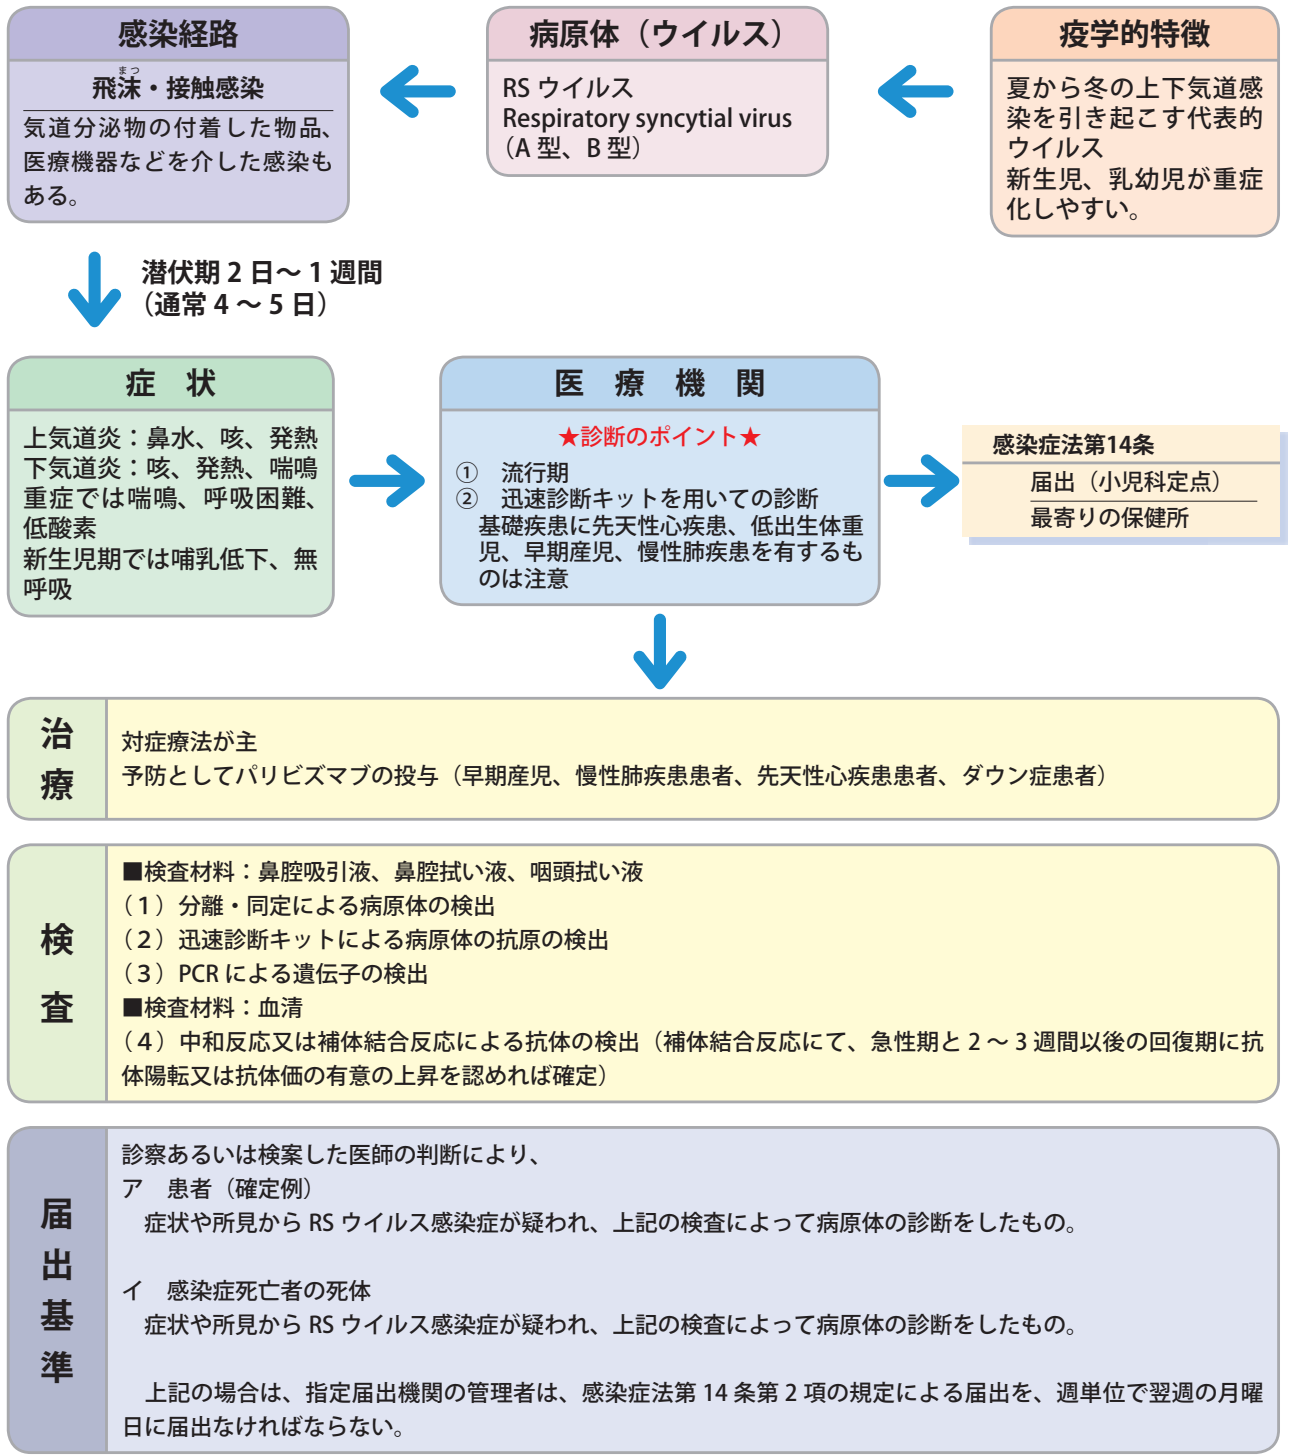 感染経路
飛沫・接触感染
まつ
気道分泌物の付着した物品、
医療機器などを介した感染も
ある。
病原体（ウイルス）
RS ウイルス
Respiratory syncytial virus
（A 型、B 型）
疫学的特徴
夏から冬の上下気道感
染を引き起こす代表的
ウイルス
新生児、乳幼児が重症
化しやすい。
潜伏期 2 日～ 1 週間
（通常 4 ～ 5 日）
症　状
上気道炎：鼻水、咳、発熱
下気道炎：咳、発熱、喘鳴
重症では喘鳴、呼吸困難、
低酸素
新生児期では哺乳低下、無
呼吸
医　療　機　関
★診断のポイント★
①　流行期
②　迅速診断キットを用いての診断
基礎疾患に先天性心疾患、低出生体重
児、早期産児、慢性肺疾患を有するも
のは注意
感染症法第14条
届出（小児科定点）
最寄りの保健所
治療
対症療法が主
予防としてパリビズマブの投与（早期産児、慢性肺疾患患者、先天性心疾患患者、ダウン症患者）
検査
■検査材料：鼻腔吸引液、鼻腔拭い液、咽頭拭い液
（１）分離・同定による病原体の検出
（２）迅速診断キットによる病原体の抗原の検出
（３）PCR による遺伝子の検出
■検査材料：血清
（４）中和反応又は補体結合反応による抗体の検出（補体結合反応にて、急性期と 2 ～ 3 週間以後の回復期に抗
体陽転又は抗体価の有意の上昇を認めれば確定）
届出基準
診察あるいは検案した医師の判断により、
ア　患者（確定例）
症状や所見から RS ウイルス感染症が疑われ、上記の検査によって病原体の診断をしたもの。
イ　感染症死亡者の死体
症状や所見から RS ウイルス感染症が疑われ、上記の検査によって病原体の診断をしたもの。
上記の場合は、指定届出機関の管理者は、感染症法第 14 条第 2 項の規定による届出を、週単位で翌週の月曜
日に届出なければならない。